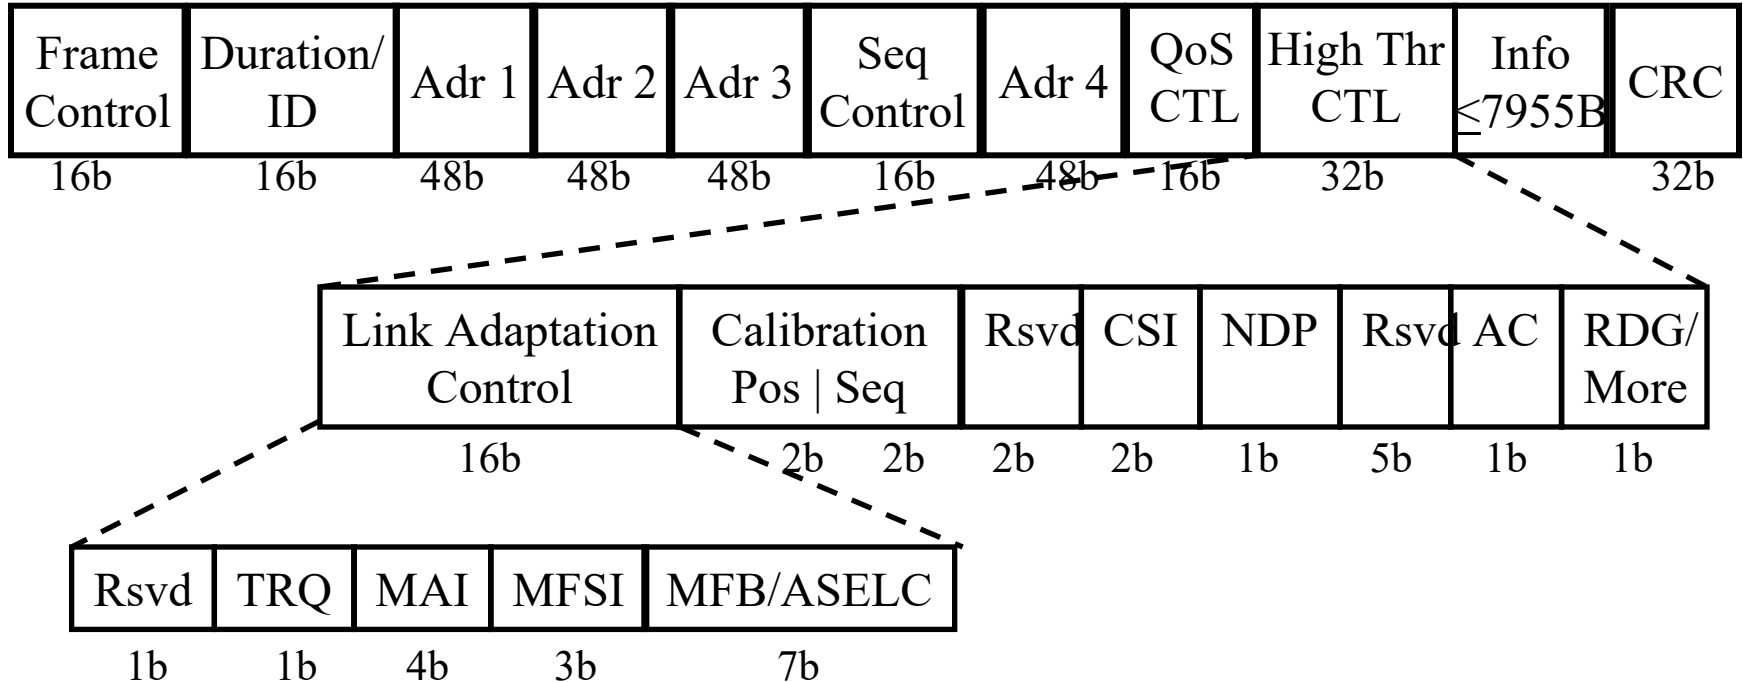 Frame Control
Duration/ ID
Adr 1
Adr 2
Adr 3
Seq Control
Adr 4
QoS CTL
High Thr CTL
Info ≤7955B
CRC
16b 16b 48b 48b 48b 16b 48b 16b 32b 32b
Link Adaptation Control
Calibration Pos | Seq
Rsvd
CSI
NDP
Rsvd
AC
RDG/ More
16b 2b 2b 2b 2b 1b 5b 1b 1b
Rsvd
TRQ
MAI
MFSI
MFB/ASELC
1b 1b 4b 3b 7b